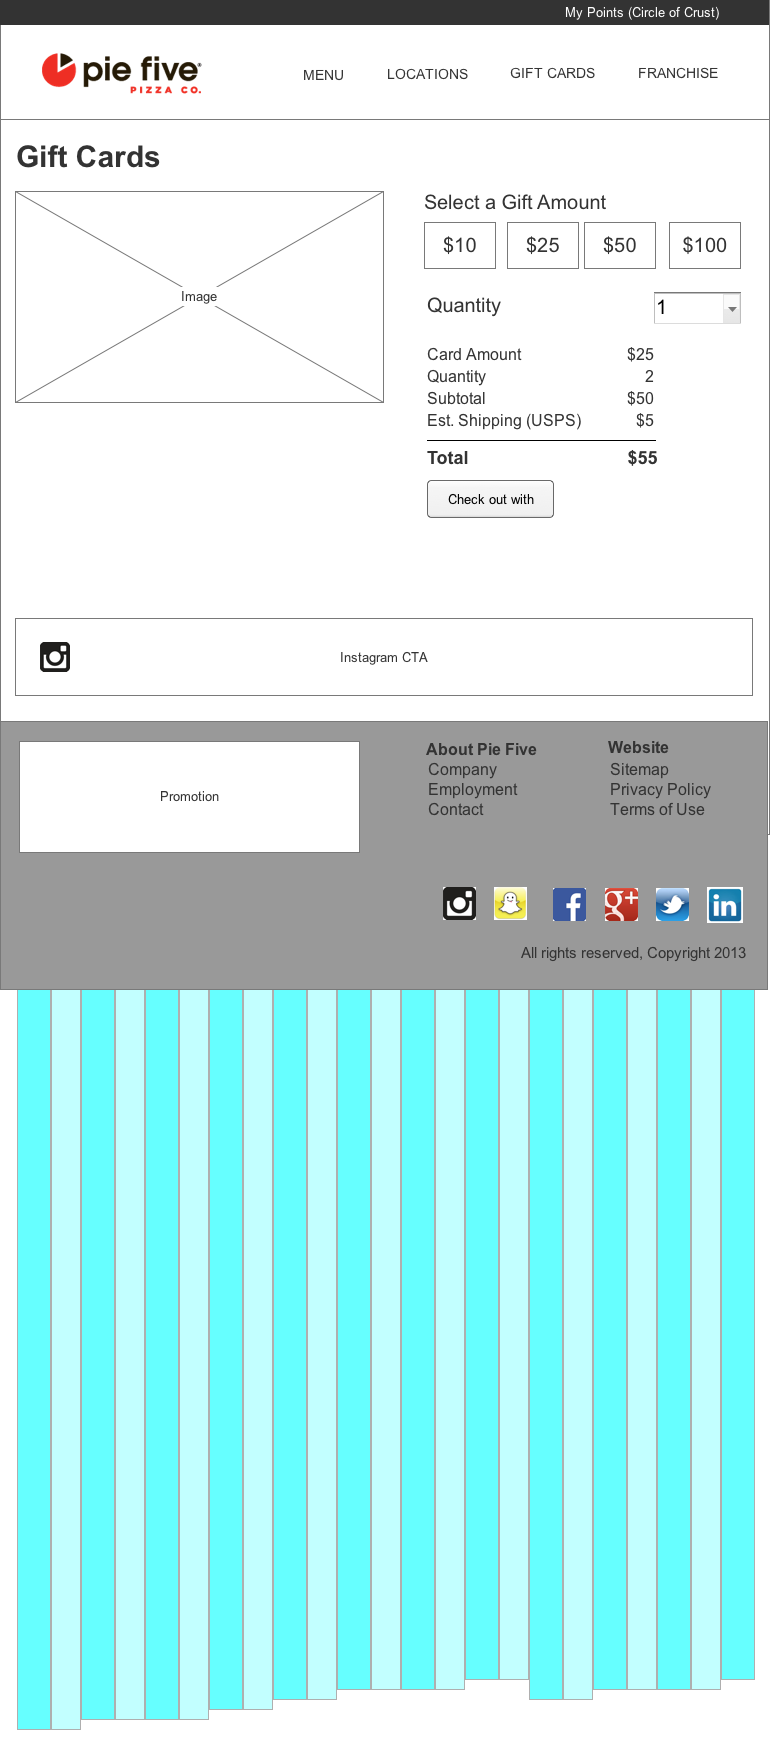 My Points (Circle of Crust)
pie five
PIZZA CO.
MENU LOCATIONS GIFT CARDS FRANCHISE
Gift Cards
Image
Select a Gift Amount
$10 $25 $50 $100
Quantity 1
Card Amount $25
Quantity 2
Subtotal $50
Est. Shipping (USPS) $5
Total $55
Check out with
Instagram CTA
Promotion
About Pie Five
Company
Employment
Contact
Website
Sitemap
Privacy Policy
Terms of Use
All rights reserved, Copyright 2013